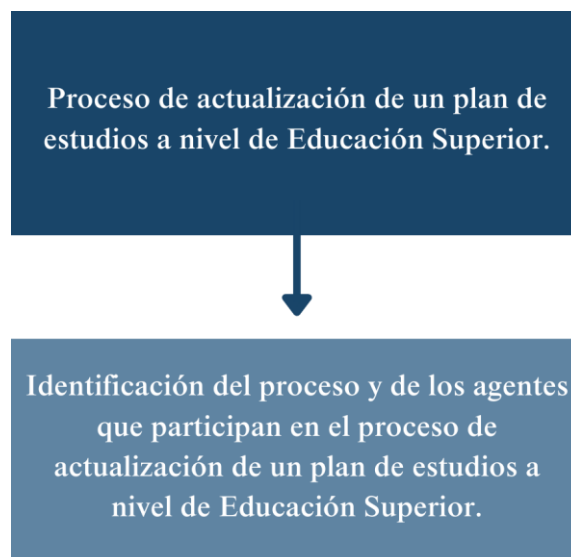 Proceso de actualización de un plan de
estudios a nivel de Educación Superior.
Identificación del proceso y de los agentes
que participan en el proceso de
actualización de un plan de estudios a
nivel de Educación Superior.